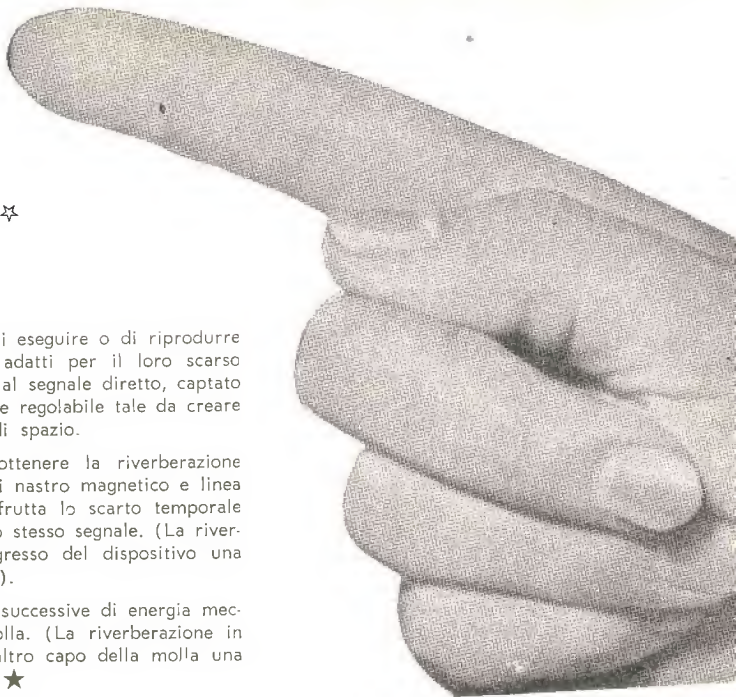 i eseguire o di riprodurre
adatti per il loro scarso
al segnale diretto, captato
e regolabile tale da creare
li spazio.
ottenere la riverberazione
i nastro magnetico e linea
frutta lo scarto temporale
o stesso segnale. (La river-
gresso del dispositivo una
).
successive di energia mec-
olla. (La riverberazione in
altro capo della molla una